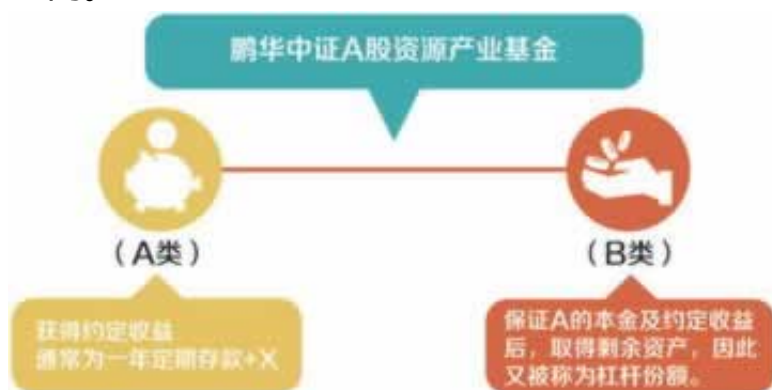 鹏华中证A股资源产业基金
（A类）
（B类）
获得约定收益
通常为一年定期存款+X
保证A的本金及约定收益
后，取得剩余资产，因此
又被称为杠杆份额。